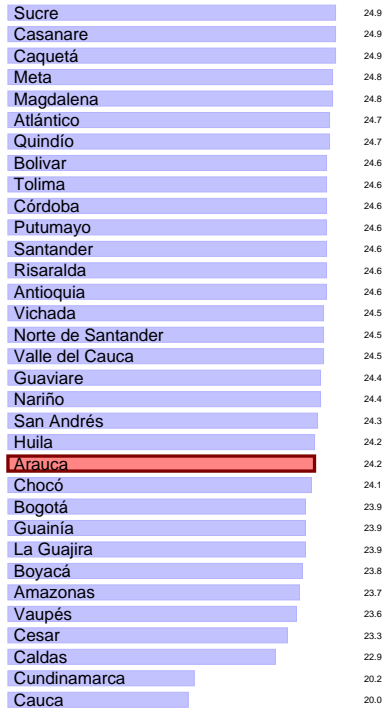 Sucre 24.9
Casanare 24.9
Caquetá 24.9
Meta 24.8
Magdalena 24.8
Atlántico 24.7
Quindío 24.7
Bolivar 24.6
Tolima 24.6
Córdoba 24.6
Putumayo 24.6
Santander 24.6
Risaralda 24.6
Antioquia 24.6
Vichada 24.5
Norte de Santander 24.5
Valle del Cauca 24.5
Guaviare 24.4
Nariño 24.4
San Andrés 24.3
Huila 24.2
Arauca 24.2
Chocó 24.1
Bogotá 23.9
Guainía 23.9
La Guajira 23.9
Boyacá 23.8
Amazonas 23.7
Vaupés 23.6
Cesar 23.3
Caldas 22.9
Cundinamarca 20.2
Cauca 20.0